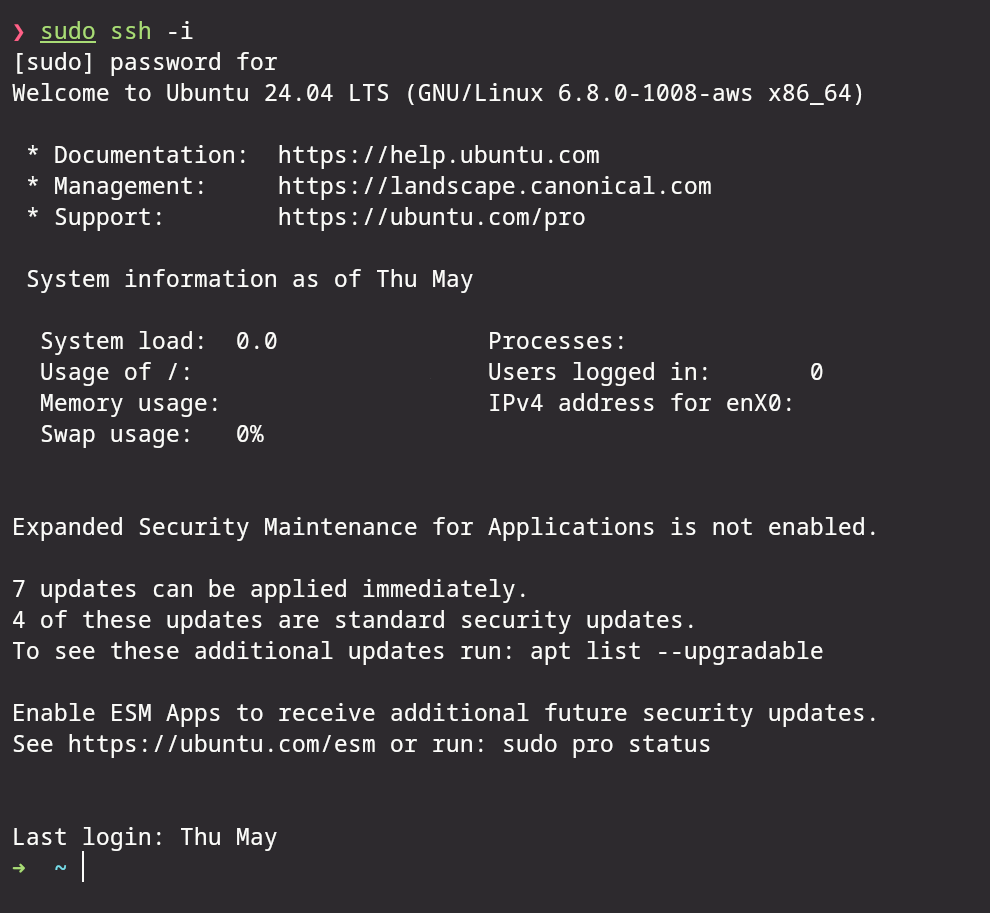 ❯ sudo ssh -i
[sudo] password for
Welcome to Ubuntu 24.04 LTS (GNU/Linux 6.8.0-1008-aws x86_64)
* Documentation:  https://help.ubuntu.com
* Management:     https://landscape.canonical.com
* Support:        https://ubuntu.com/pro
System information as of Thu May
System load:  0.0               Processes:
Usage of /:                     Users logged in:       0
Memory usage:                   IPv4 address for enX0:
Swap usage:   0%
Expanded Security Maintenance for Applications is not enabled.
7 updates can be applied immediately.
4 of these updates are standard security updates.
To see these additional updates run: apt list --upgradable
Enable ESM Apps to receive additional future security updates.
See https://ubuntu.com/esm or run: sudo pro status
Last login: Thu May
➜  ~